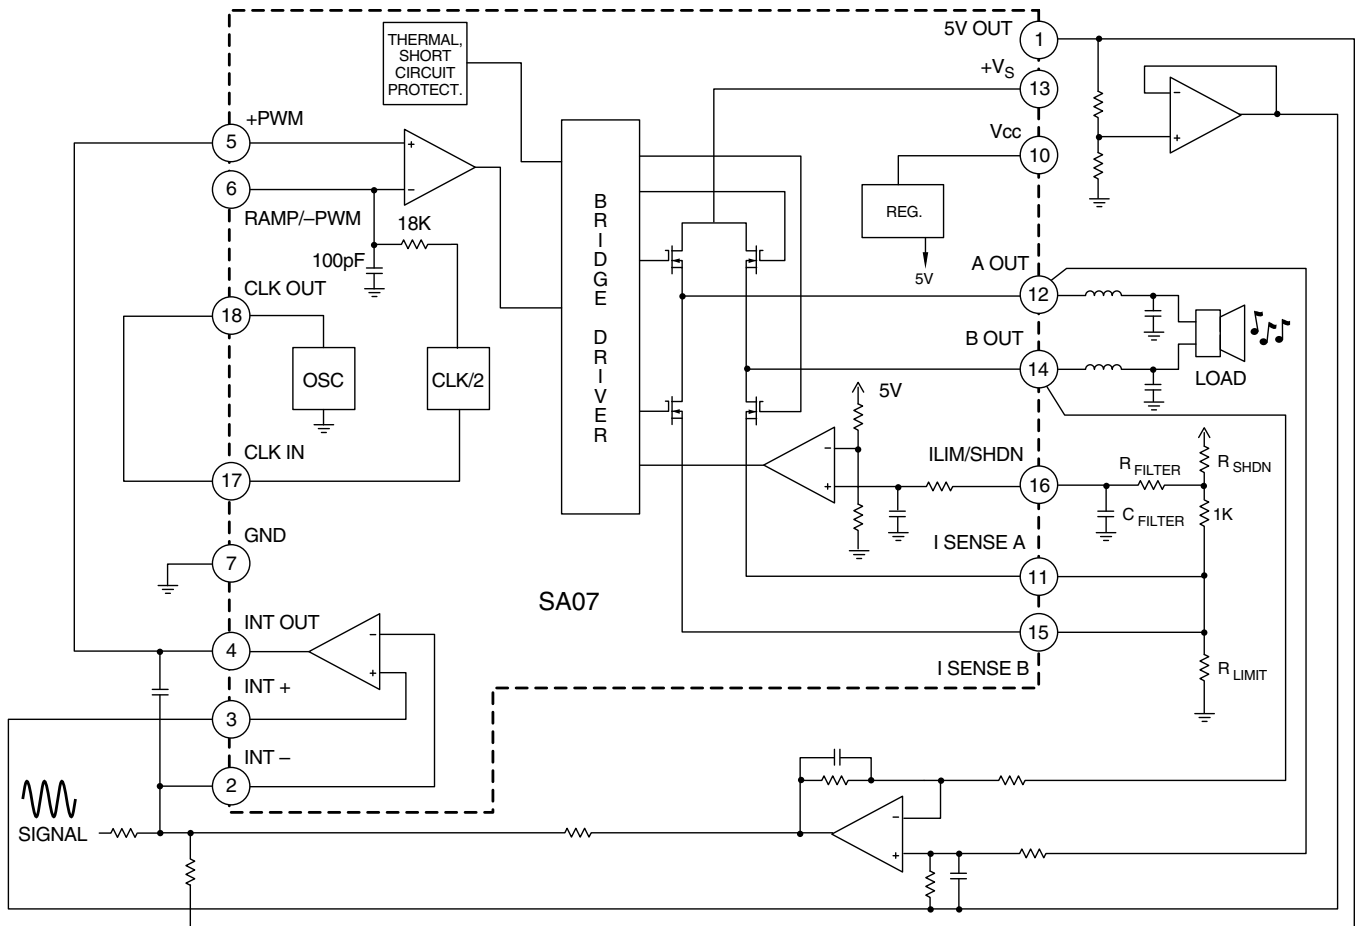 THERMAL,
SHORT
CIRCUIT
PROTECT.
5V OUT
1
+VS
13
Vcc
10
+PWM
5
6
RAMP/–PWM
+
–
18K
100pF
BRIDGE DRIVER
REG.
5V
–
+
CLK OUT
18
OSC
CLK/2
A OUT
12
B OUT
14
LOAD
5V
–
+
ILIM/SHDN
16
R FILTER
R SHDN
C FILTER
1K
CLK IN
17
GND
7
I SENSE A
11
SA07
15
I SENSE B
R LIMIT
INT OUT
4
–
+
INT +
3
INT –
2
SIGNAL
–
+